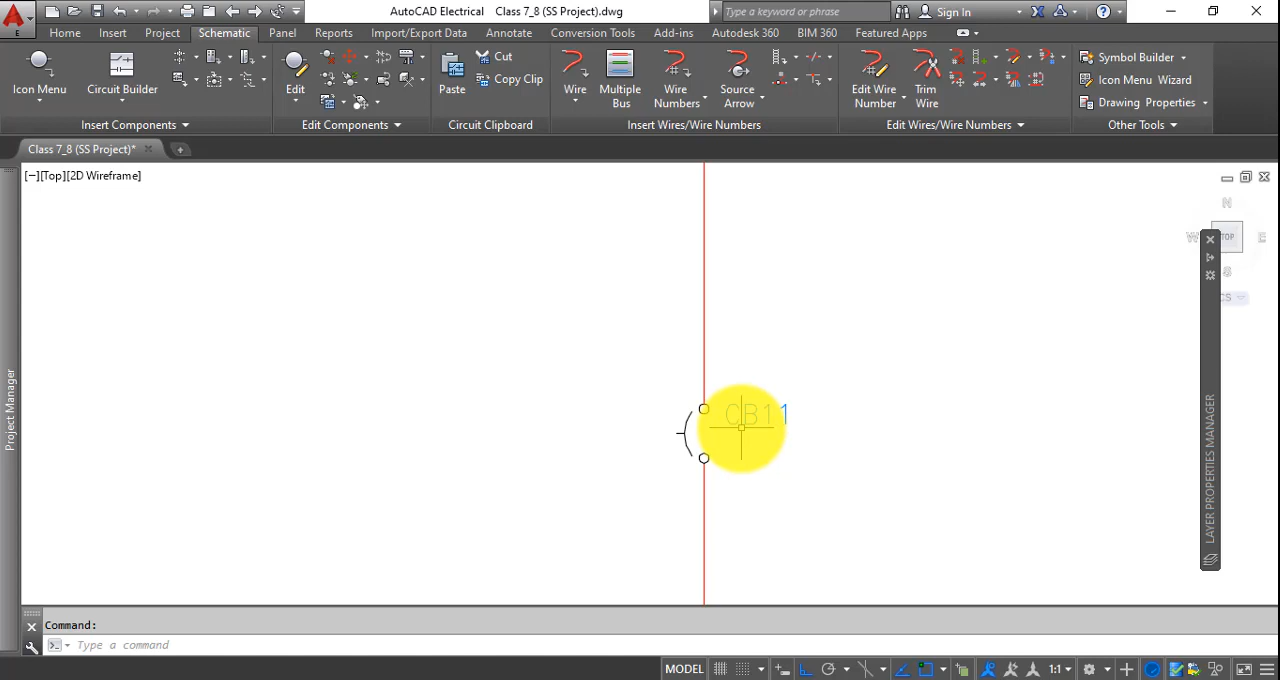 AutoCAD Electrical Class 7_8 (SS Project).dwg
Type a keyword or phrase
Sign In
E
Home Insert Project Schematic Panel Reports Import/Export Data Annotate Conversion Tools Add-ins Autodesk 360 BIM 360 Featured Apps
Icon Menu
Circuit Builder
Insert Components
Edit
Edit Components
Paste
Cut
Copy Clip
Circuit Clipboard
Wire
Multiple Bus
Wire Numbers
Source Arrow
Insert Wires/Wire Numbers
Edit Wire Number
Trim Wire
Edit Wires/Wire Numbers
Symbol Builder
Icon Menu Wizard
Drawing Properties
Other Tools
Class 7_8 (SS Project)*
[−][Top][2D Wireframe]
N
W TOP E
S
CS
CB11
Project Manager
LAYER PROPERTIES MANAGER
Command:
Type a command
MODEL
1:1